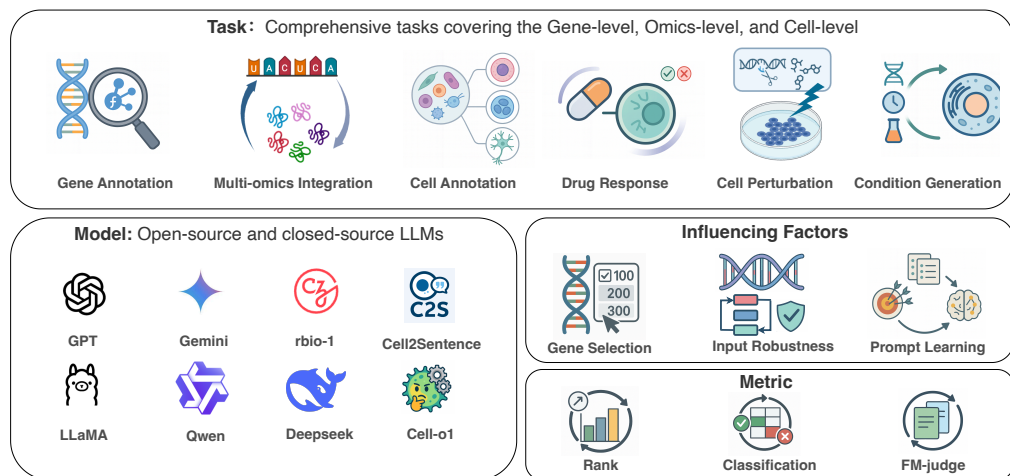 Task: Comprehensive tasks covering the Gene-level, Omics-level, and Cell-level
U A C U C A
f
Gene Annotation
Multi-omics Integration
Cell Annotation
Drug Response
Cell Perturbation
Condition Generation
Model: Open-source and closed-source LLMs
Cz
C2S
GPT
Gemini
rbio-1
Cell2Sentence
LLaMA
Qwen
Deepseek
Cell-o1
Influencing Factors
100
200
300
Gene Selection
Input Robustness
Prompt Learning
Metric
Rank
Classification
FM-judge